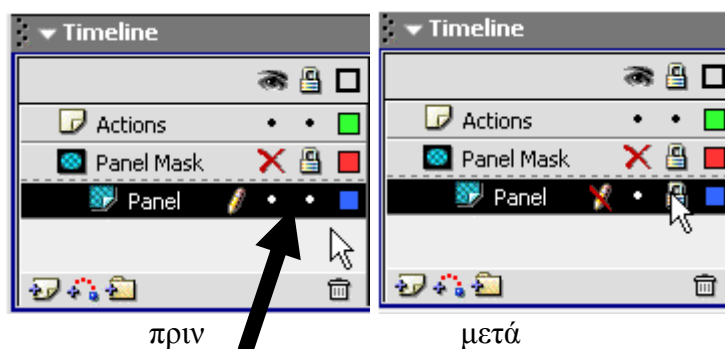 Timeline
Actions
Panel Mask
Panel
πριν
Timeline
Actions
Panel Mask
Panel
μετά